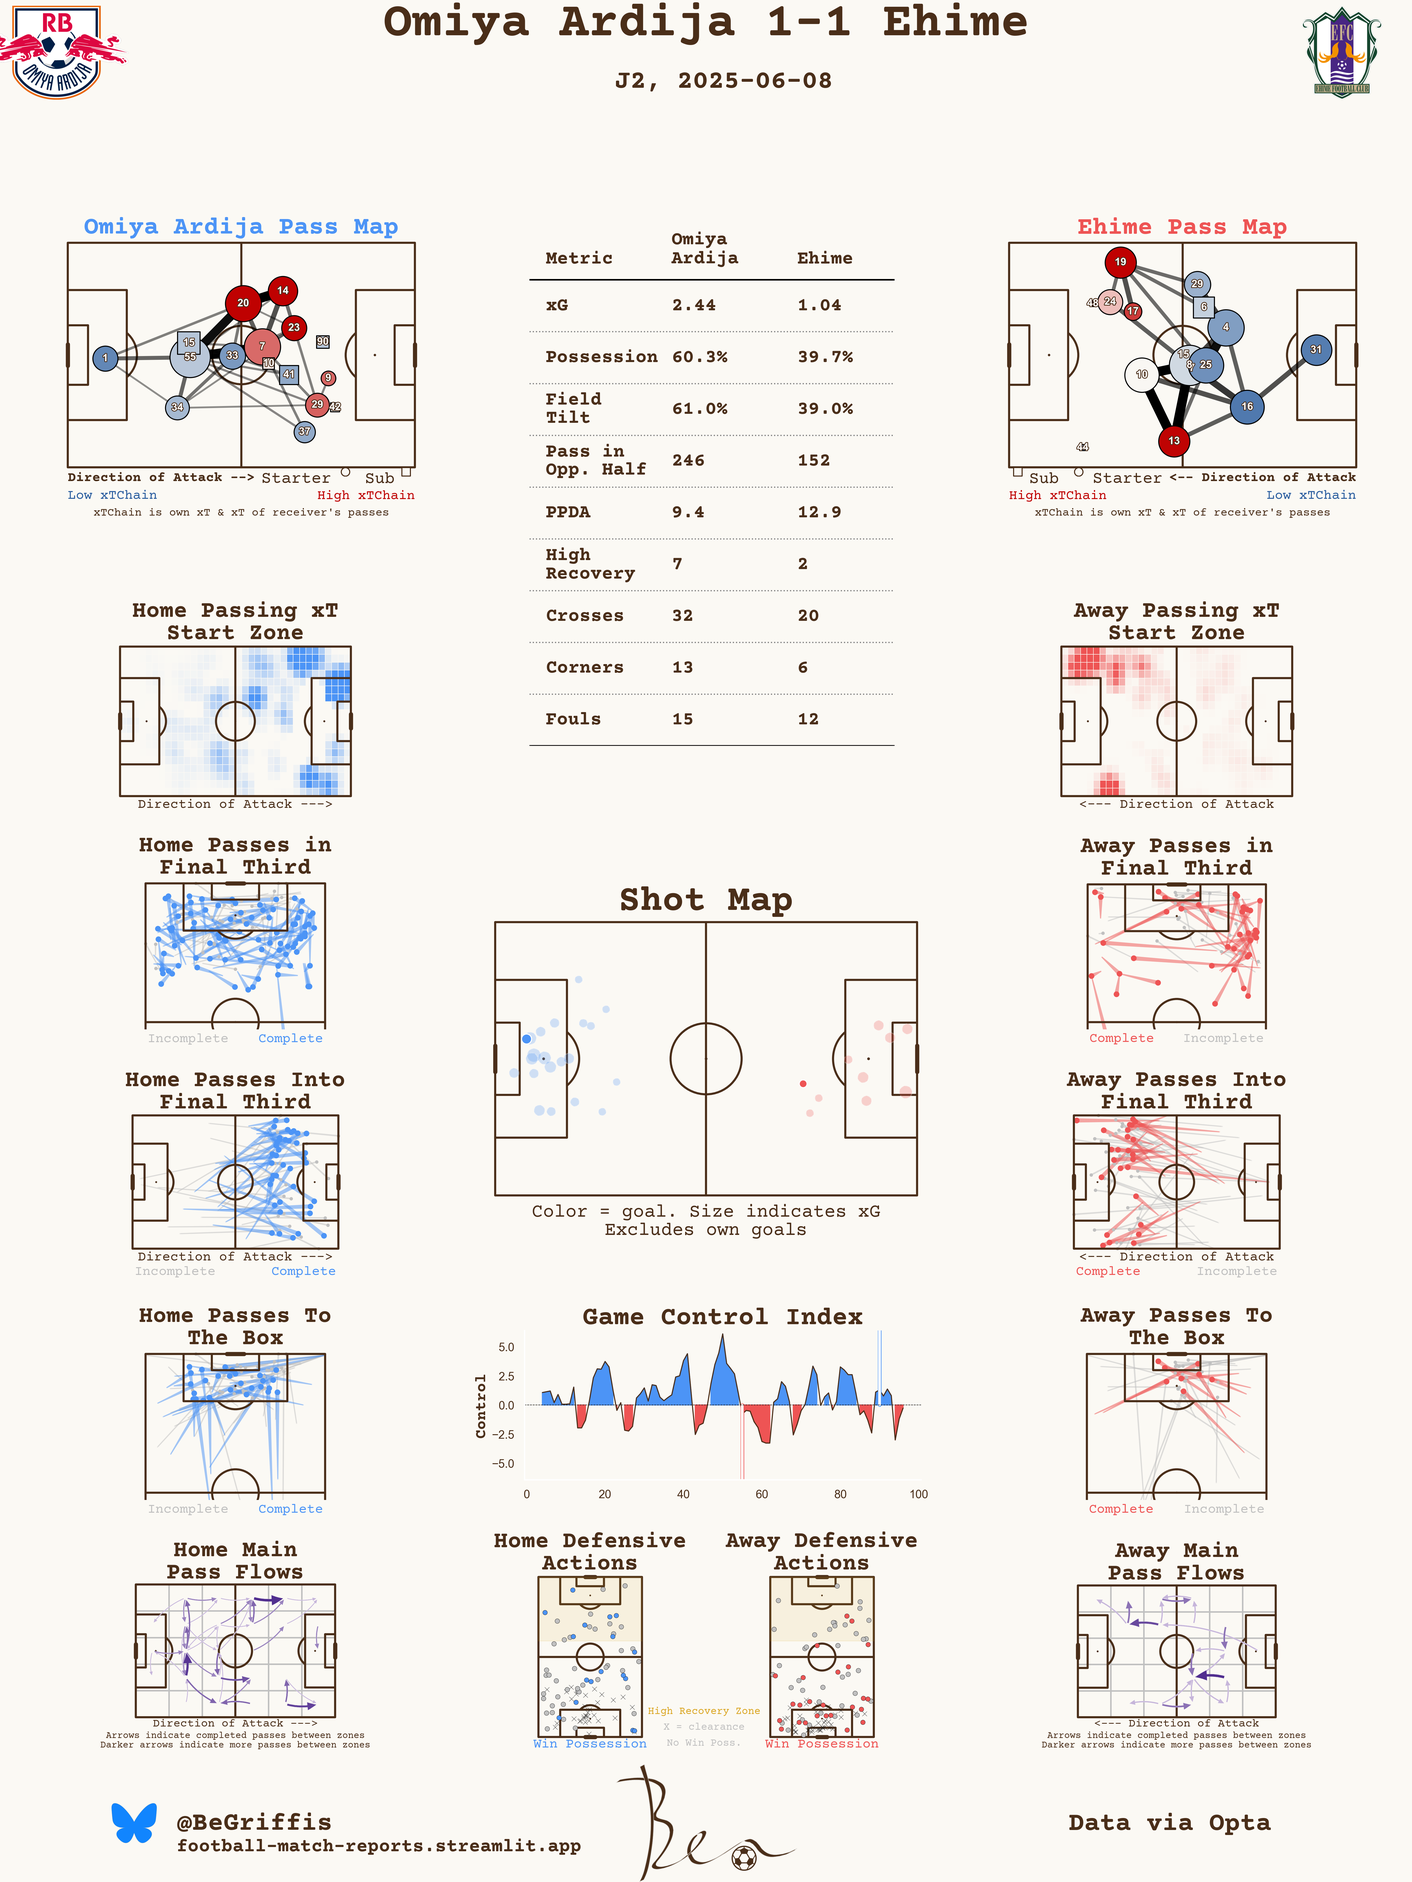 Omiya Ardija 1-1 Ehime
J2, 2025-06-08
RB
OMIYA ARDIJA
EFC
EHIME FOOTBALL CLUB
Omiya Ardija Pass Map
1
15
55
34
20
33
14
7
23
10
41
90
9
29
42
37
Direction of Attack --> Starter Sub
Low xTChain High xTChain
xTChain is own xT & xT of receiver's passes
Metric Omiya Ardija Ehime
xG 2.44 1.04
Possession 60.3% 39.7%
Field Tilt 61.0% 39.0%
Pass in Opp. Half 246 152
PPDA 9.4 12.9
High Recovery 7 2
Crosses 32 20
Corners 13 6
Fouls 15 12
Ehime Pass Map
19
29
48
24
17
6
4
15
8
25
31
10
16
13
44
Sub Starter <-- Direction of Attack
High xTChain Low xTChain
xTChain is own xT & xT of receiver's passes
Home Passing xT
Start Zone
Direction of Attack --->
Away Passing xT
Start Zone
<--- Direction of Attack
Home Passes in
Final Third
Incomplete Complete
Away Passes in
Final Third
Complete Incomplete
Shot Map
Color = goal. Size indicates xG
Excludes own goals
Home Passes Into
Final Third
Direction of Attack --->
Incomplete Complete
Away Passes Into
Final Third
<--- Direction of Attack
Complete Incomplete
Home Passes To
The Box
Incomplete Complete
Game Control Index
Control
5.0
2.5
0.0
−2.5
−5.0
0 20 40 60 80 100
Away Passes To
The Box
Complete Incomplete
Home Main
Pass Flows
Direction of Attack --->
Arrows indicate completed passes between zones
Darker arrows indicate more passes between zones
Home Defensive
Actions
Win Possession
Away Defensive
Actions
Win Possession
High Recovery Zone
X = clearance
No Win Poss.
Away Main
Pass Flows
<--- Direction of Attack
Arrows indicate completed passes between zones
Darker arrows indicate more passes between zones
@BeGriffis
football-match-reports.streamlit.app
Ben
Data via Opta